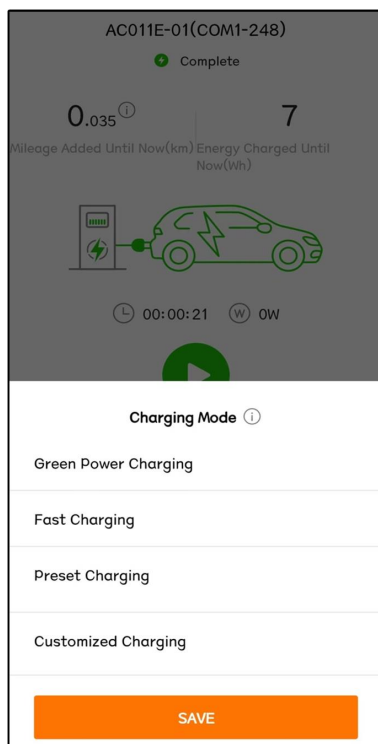 AC011E-01(COM1-248)
Complete
0.035
7
Mileage Added Until Now(km)
Energy Charged Until
Now(Wh)
00:00:21
W
0W
Charging Mode
Green Power Charging
Fast Charging
Preset Charging
Customized Charging
SAVE